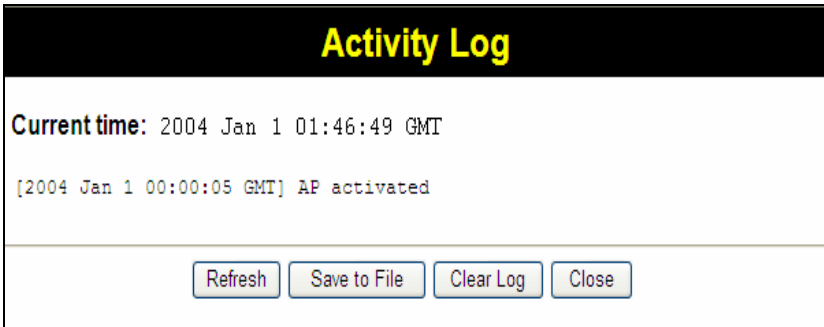 Activity Log
Current time: 2004 Jan 1 01:46:49 GMT
[2004 Jan 1 00:00:05 GMT] AP activated
Refresh Save to File Clear Log Close